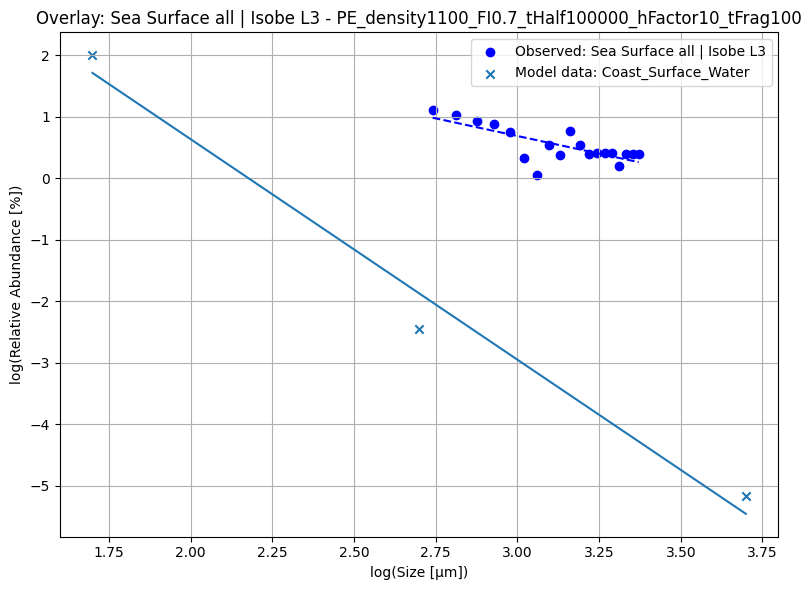 Overlay: Sea Surface all | Isobe L3 - PE_density1100_FI0.7_tHalf100000_hFactor10_tFrag100
Observed: Sea Surface all | Isobe L3
Model data: Coast_Surface_Water
log(Relative Abundance [%])
2
1
0
−1
−2
−3
−4
−5
1.75 2.00 2.25 2.50 2.75 3.00 3.25 3.50 3.75
log(Size [µm])